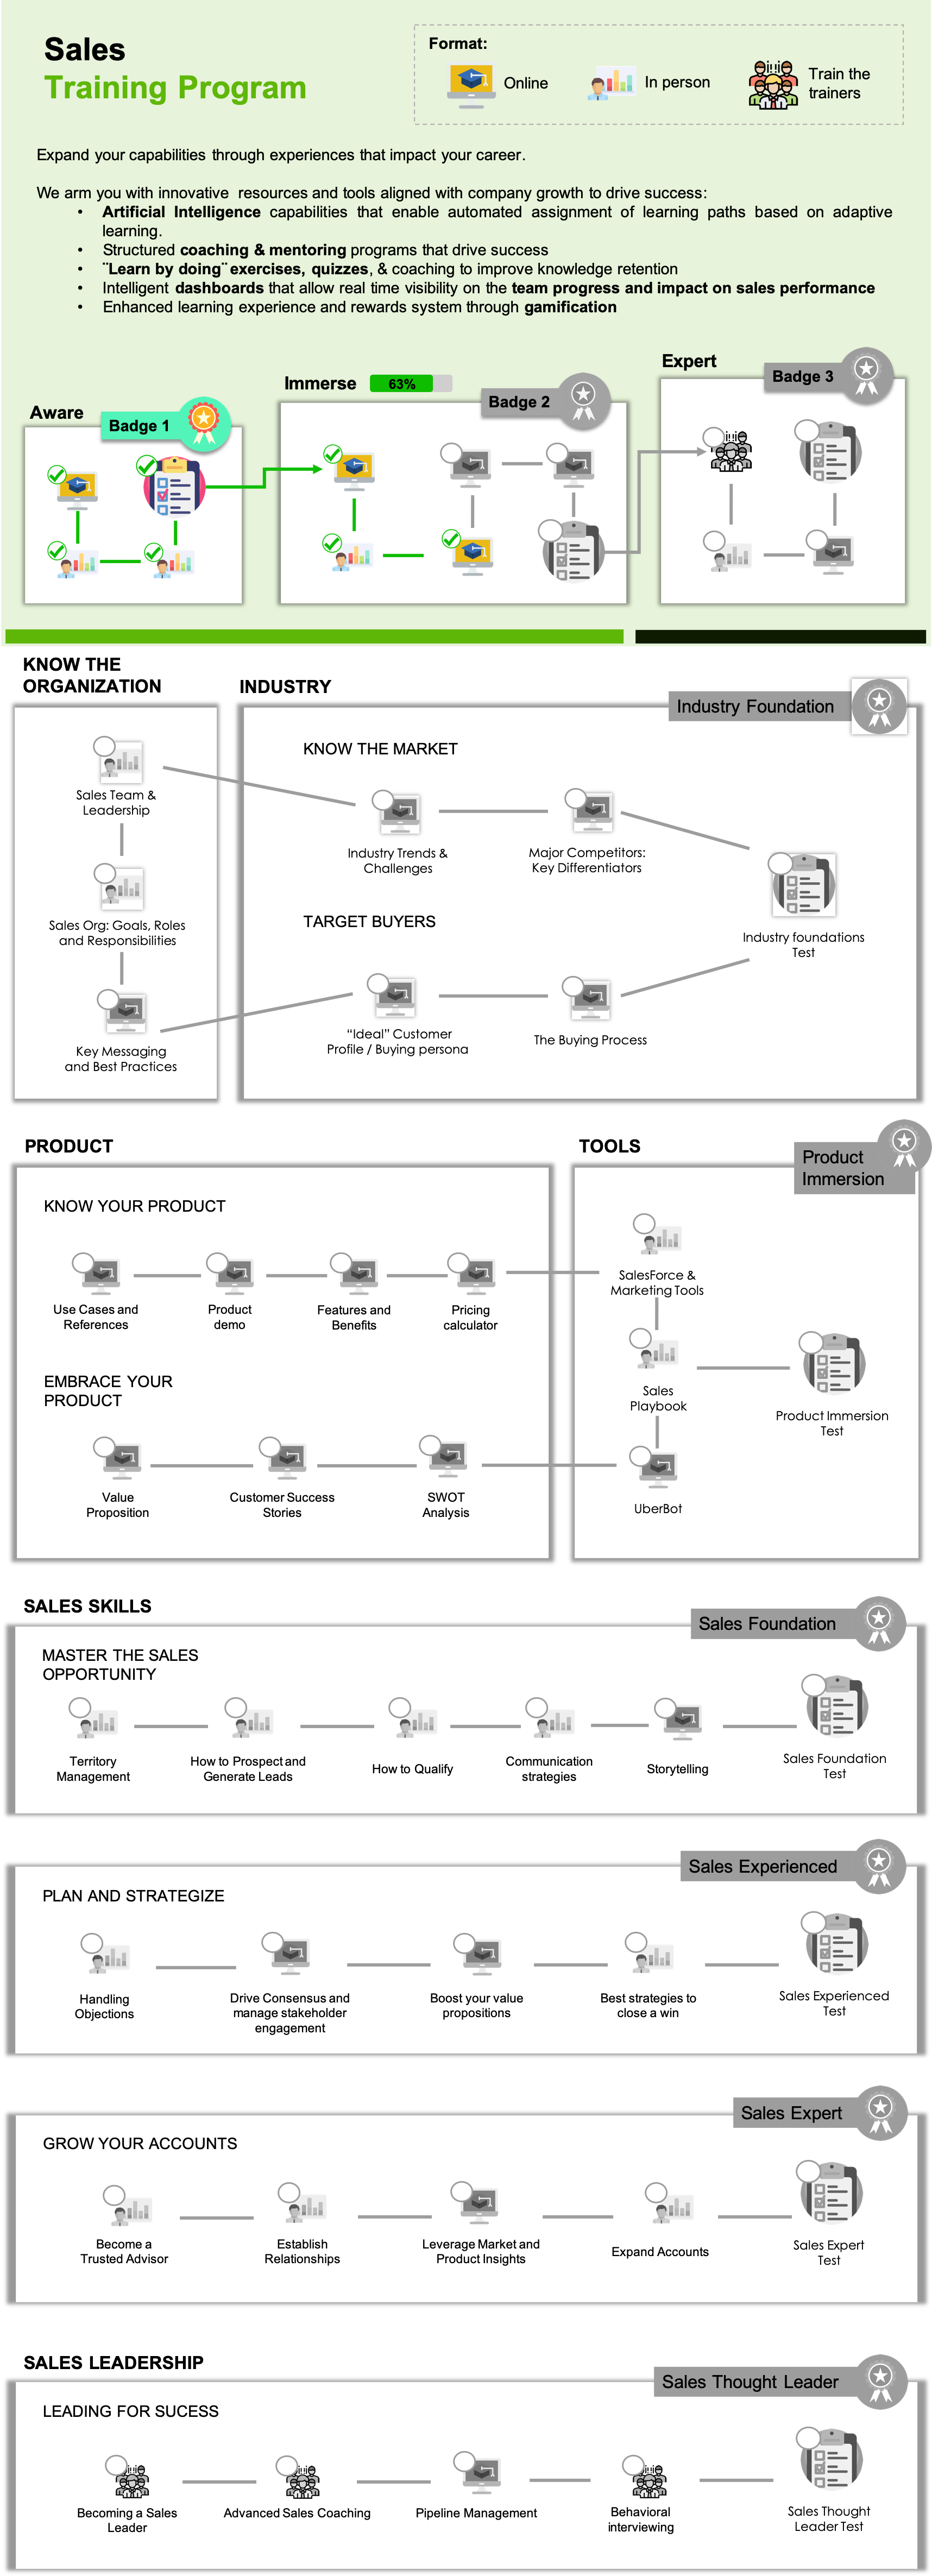 Sales
Training Program
Format:
Online
In person
Train the
trainers
Expand your capabilities through experiences that impact your career.
We arm you with innovative resources and tools aligned with company growth to drive success:
• Artificial Intelligence capabilities that enable automated assignment of learning paths based on adaptive
learning.
• Structured coaching & mentoring programs that drive success
• ¨Learn by doing¨ exercises, quizzes, & coaching to improve knowledge retention
• Intelligent dashboards that allow real time visibility on the team progress and impact on sales performance
• Enhanced learning experience and rewards system through gamification
Aware
Badge 1
Immerse
63%
Badge 2
Expert
Badge 3
KNOW THE
ORGANIZATION
Sales Team &
Leadership
Sales Org: Goals, Roles
and Responsibilities
Key Messaging
and Best Practices
INDUSTRY
Industry Foundation
KNOW THE MARKET
Industry Trends &
Challenges
Major Competitors:
Key Differentiators
TARGET BUYERS
Industry foundations
Test
“Ideal” Customer
Profile / Buying persona
The Buying Process
PRODUCT
KNOW YOUR PRODUCT
Use Cases and
References
Product
demo
Features and
Benefits
Pricing
calculator
EMBRACE YOUR
PRODUCT
Value
Proposition
Customer Success
Stories
SWOT
Analysis
TOOLS
Product
Immersion
SalesForce &
Marketing Tools
Sales
Playbook
Product Immersion
Test
UberBot
SALES SKILLS
Sales Foundation
MASTER THE SALES
OPPORTUNITY
Territory
Management
How to Prospect and
Generate Leads
How to Qualify
Communication
strategies
Storytelling
Sales Foundation
Test
Sales Experienced
PLAN AND STRATEGIZE
Handling
Objections
Drive Consensus and
manage stakeholder
engagement
Boost your value
propositions
Best strategies to
close a win
Sales Experienced
Test
Sales Expert
GROW YOUR ACCOUNTS
Become a
Trusted Advisor
Establish
Relationships
Leverage Market and
Product Insights
Expand Accounts
Sales Expert
Test
SALES LEADERSHIP
Sales Thought Leader
LEADING FOR SUCESS
Becoming a Sales
Leader
Advanced Sales Coaching
Pipeline Management
Behavioral
interviewing
Sales Thought
Leader Test